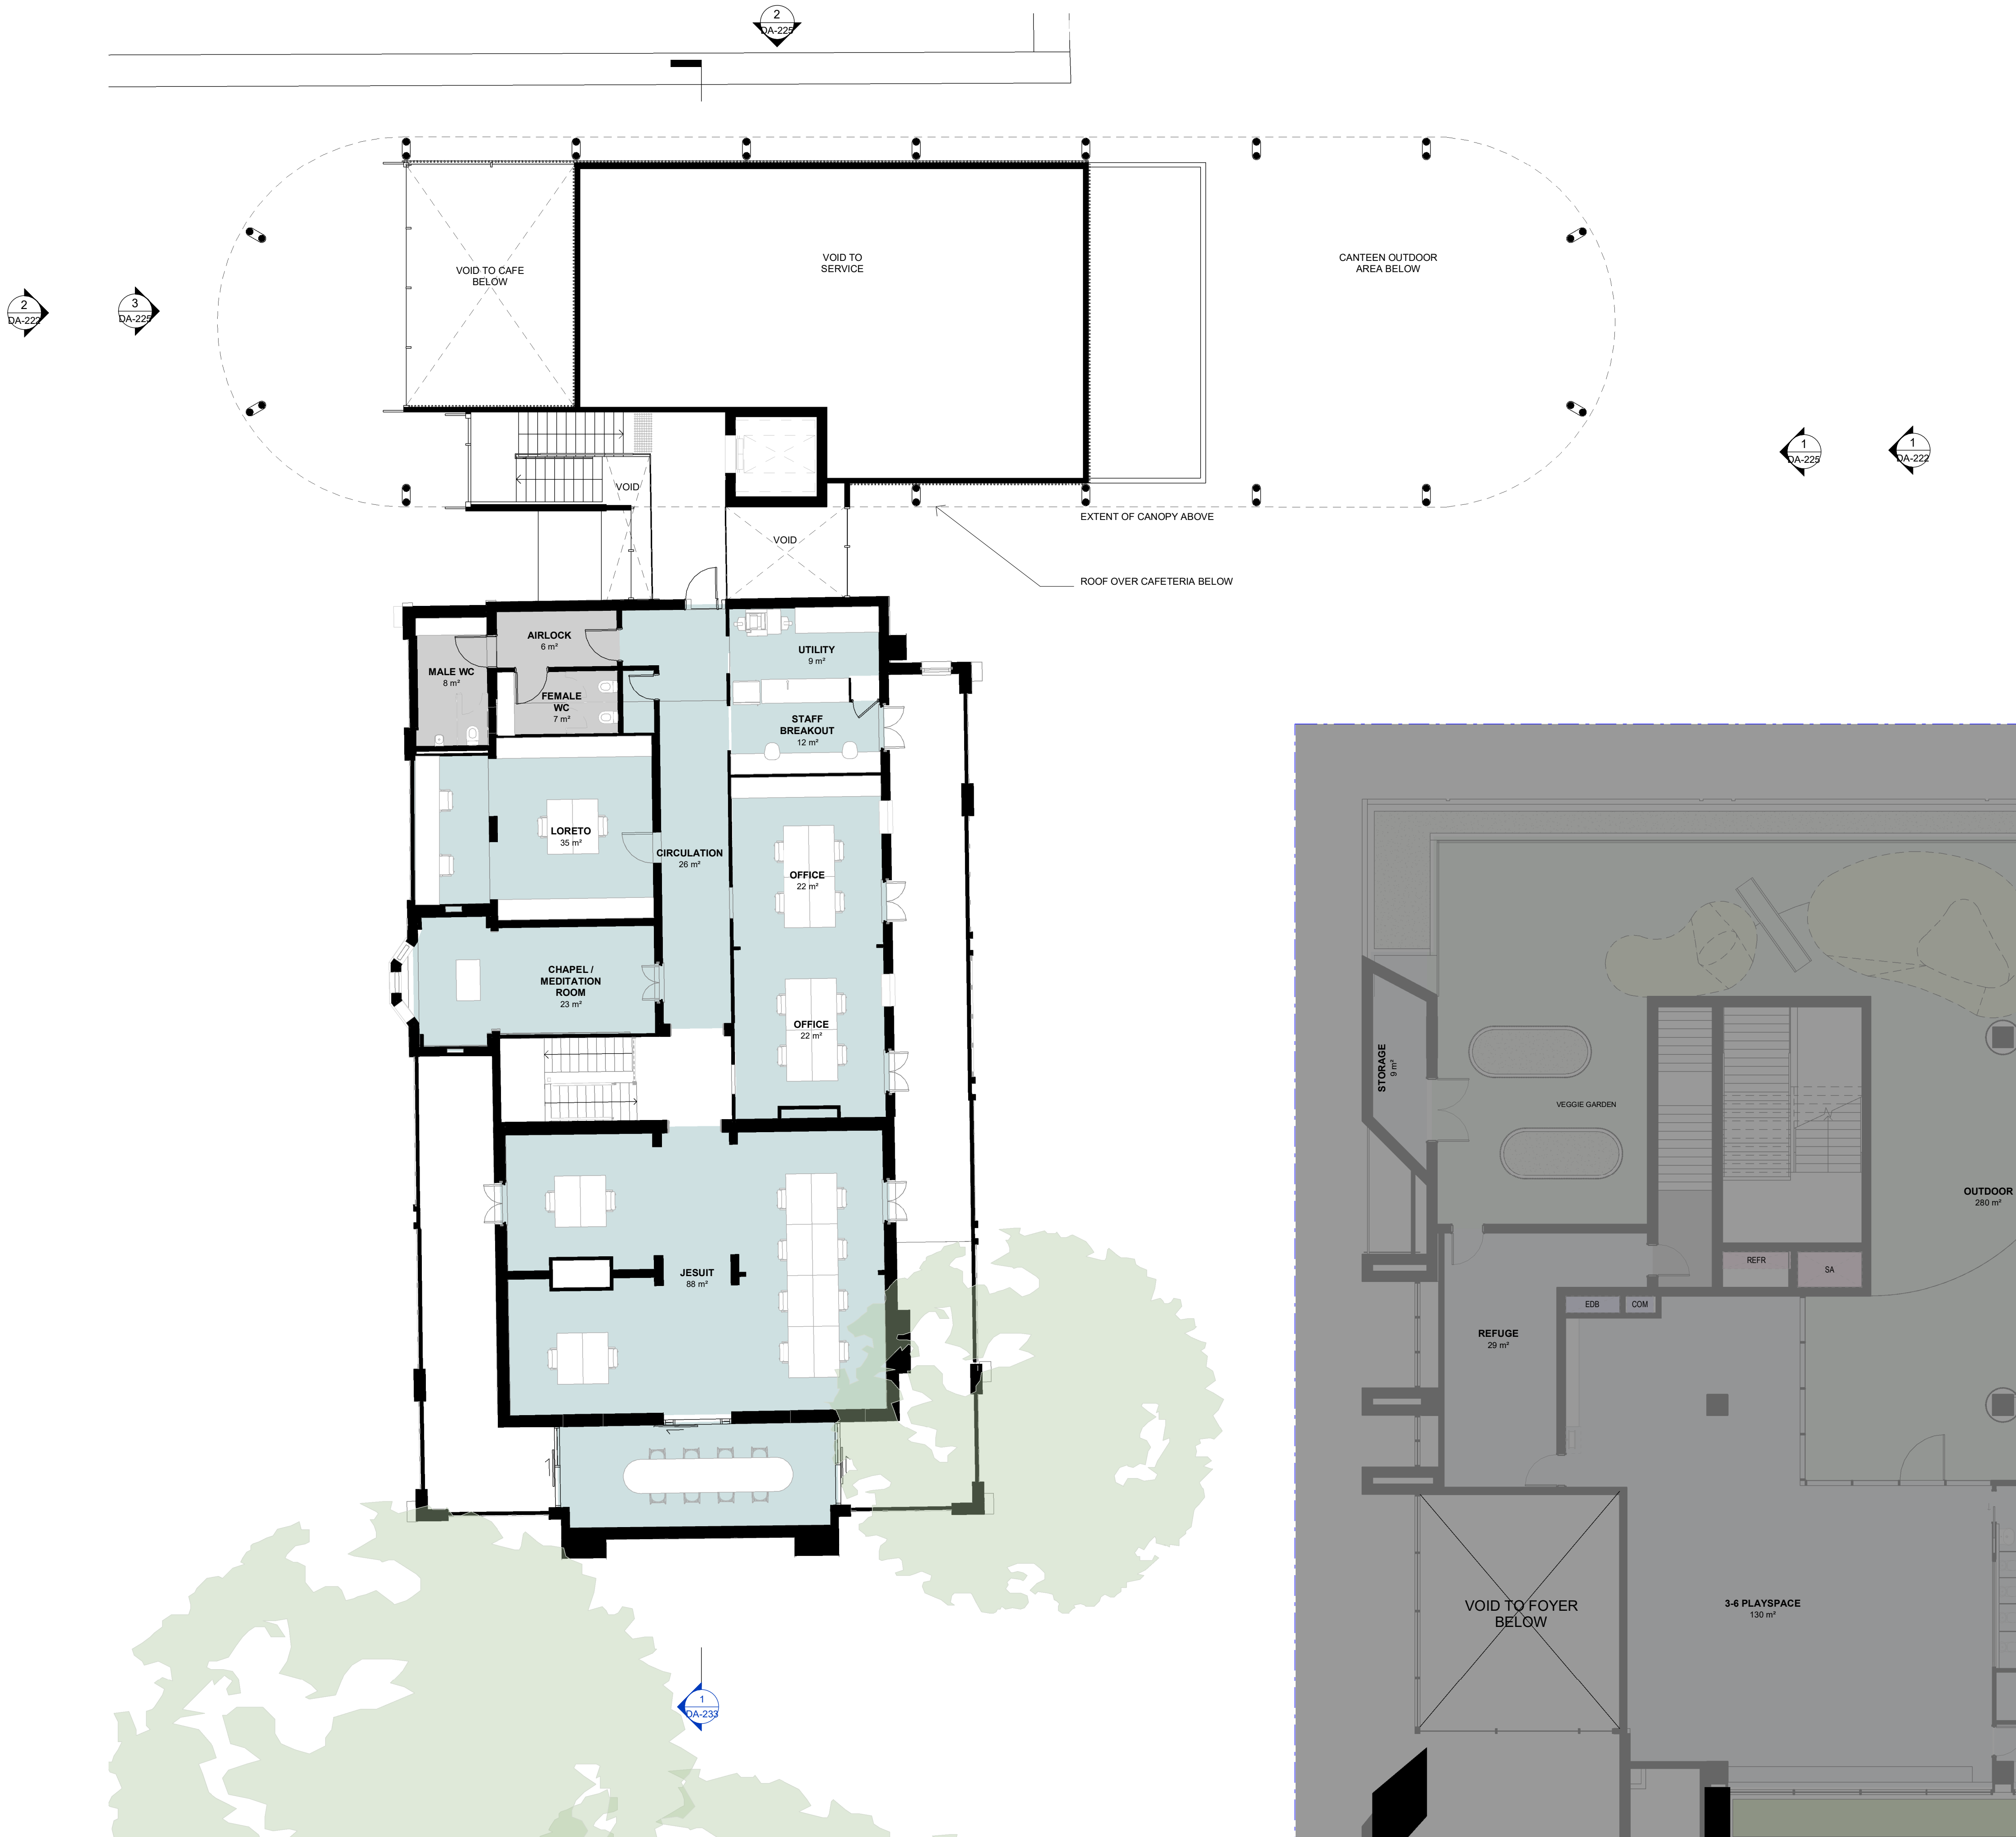 2
DA-225
VOID TO CAFE
BELOW
VOID TO
SERVICE
CANTEEN OUTDOOR
AREA BELOW
2
DA-222
3
DA-225
1
DA-225
1
DA-222
VOID
EXTENT OF CANOPY ABOVE
VOID
ROOF OVER CAFETERIA BELOW
AIRLOCK
6 m²
UTILITY
9 m²
MALE WC
8 m²
FEMALE
WC
7 m²
STAFF
BREAKOUT
12 m²
LORETO
35 m²
CIRCULATION
26 m²
OFFICE
22 m²
CHAPEL /
MEDITATION
ROOM
23 m²
OFFICE
22 m²
STORAGE
9 m²
VEGGIE GARDEN
OUTDOOR
280 m²
JESUIT
88 m²
REFR
SA
EDB
COM
REFUGE
29 m²
VOID TO FOYER
BELOW
3-6 PLAYSPACE
130 m²
1
DA-233